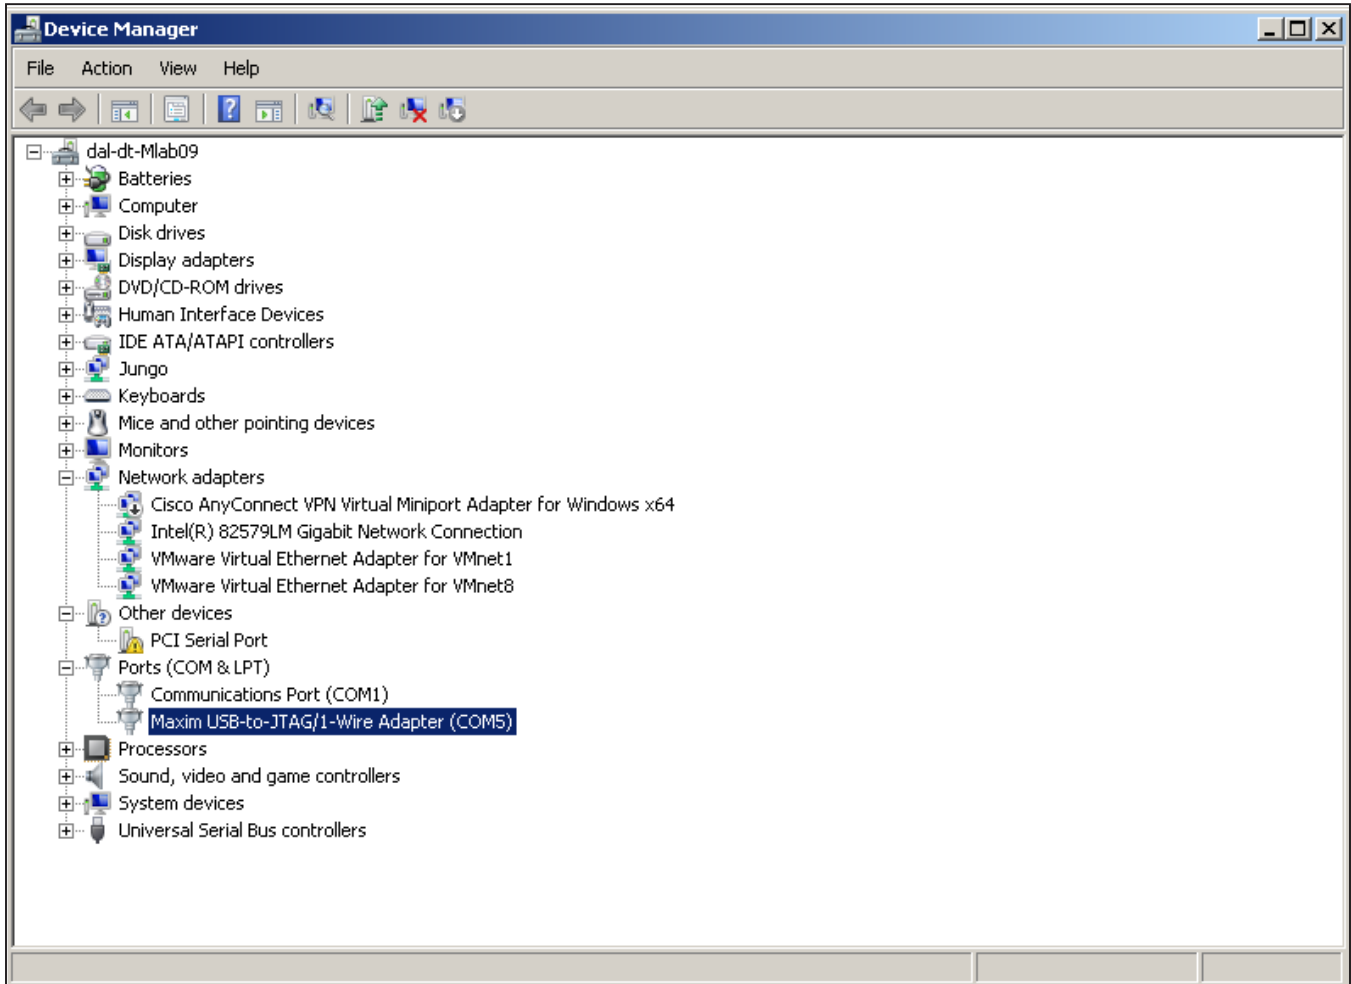 Device Manager
File Action View Help
dal-dt-Mlab09
Batteries
Computer
Disk drives
Display adapters
DVD/CD-ROM drives
Human Interface Devices
IDE ATA/ATAPI controllers
Jungo
Keyboards
Mice and other pointing devices
Monitors
Network adapters
Cisco AnyConnect VPN Virtual Miniport Adapter for Windows x64
Intel(R) 82579LM Gigabit Network Connection
VMware Virtual Ethernet Adapter for VMnet1
VMware Virtual Ethernet Adapter for VMnet8
Other devices
PCI Serial Port
Ports (COM & LPT)
Communications Port (COM1)
Maxim USB-to-JTAG/1-Wire Adapter (COM5)
Processors
Sound, video and game controllers
System devices
Universal Serial Bus controllers